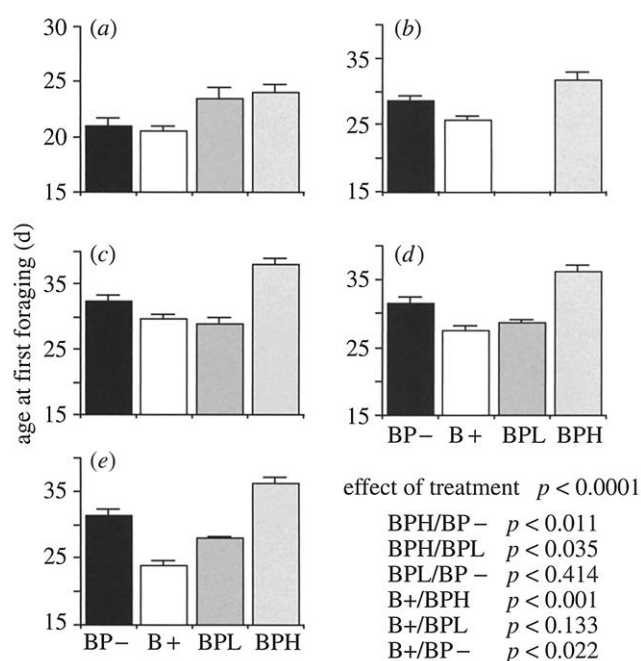 (a)
30
25
20
15
(b)
35
25
15
age at first foraging (d)
(c)
35
25
15
(d)
35
25
15
BP– B+ BPL BPH
(e)
35
25
15
BP– B+ BPL BPH
effect of treatment p < 0.0001
BPH/BP– p < 0.011
BPH/BPL p < 0.035
BPL/BP– p < 0.414
B+/BPH p < 0.001
B+/BPL p < 0.133
B+/BP– p < 0.022